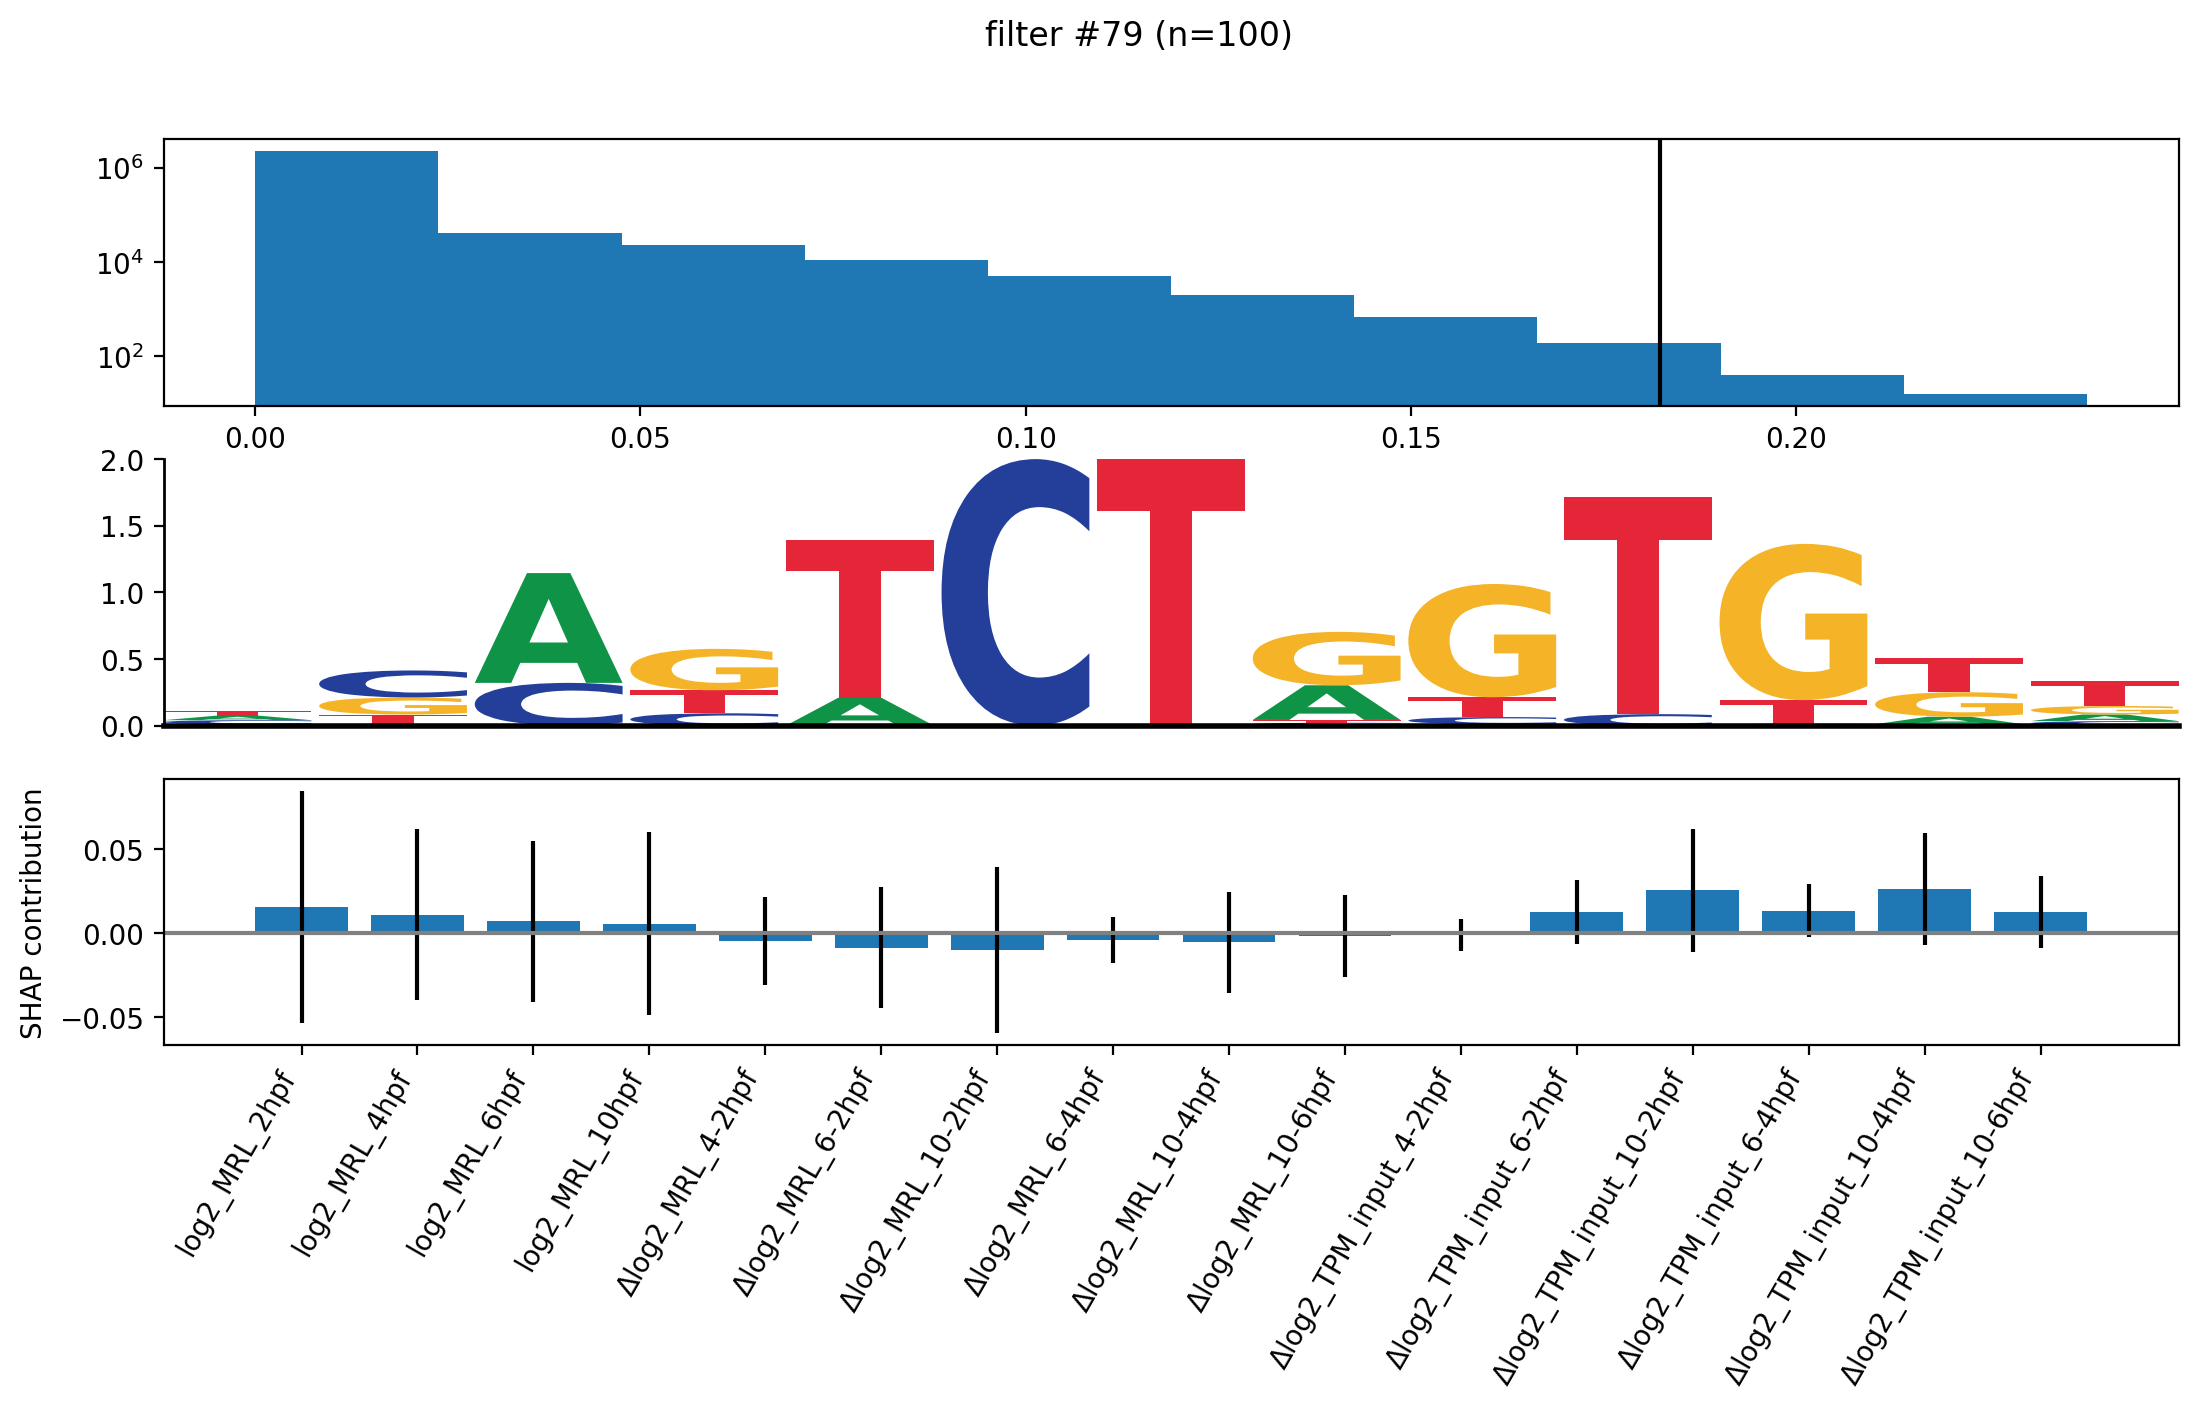 filter #79 (n=100)
10^6
10^4
10^2
0.00 0.05 0.10 0.15 0.20
2.0
1.5
1.0
0.5
0.0
T A C
C G T
A C
G T C
T A
C
T
G A T
G T C
T C
G T
T G A
T G A C
SHAP contribution
0.05
0.00
−0.05
log2_MRL_2hpf
log2_MRL_4hpf
log2_MRL_6hpf
log2_MRL_10hpf
Δlog2_MRL_4-2hpf
Δlog2_MRL_6-2hpf
Δlog2_MRL_10-2hpf
Δlog2_MRL_6-4hpf
Δlog2_MRL_10-4hpf
Δlog2_MRL_10-6hpf
Δlog2_TPM_input_4-2hpf
Δlog2_TPM_input_6-2hpf
Δlog2_TPM_input_10-2hpf
Δlog2_TPM_input_6-4hpf
Δlog2_TPM_input_10-4hpf
Δlog2_TPM_input_10-6hpf